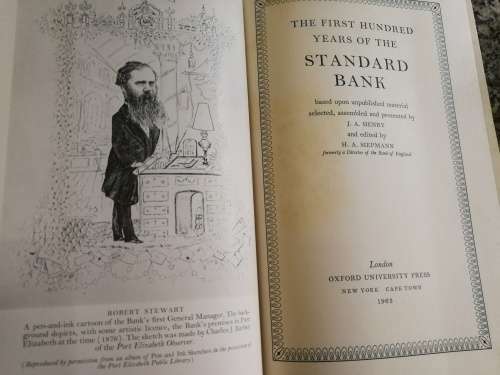 ROBERT STEWART
A pen-and-ink cartoon of the Bank's first General Manager. The back-
ground depicts, with some artistic licence, the Bank's premises in Port
Elizabeth at the time (1876). The sketch was made by Charles J.
of the Port Elizabeth Observer.
(Reproduced by permission from an album of Pen and Ink Sketches in the possession of
the Port Elizabeth Public Library)
THE FIRST HUNDRED
YEARS OF THE
STANDARD
BANK
based upon unpublished material
selected, assembled and presented by
J. A. HENRY
and edited by
H. A. SIEPMANN
formerly a Director of the Bank of England
London
OXFORD UNIVERSITY PRESS
NEW YORK CAPE TOWN
1963